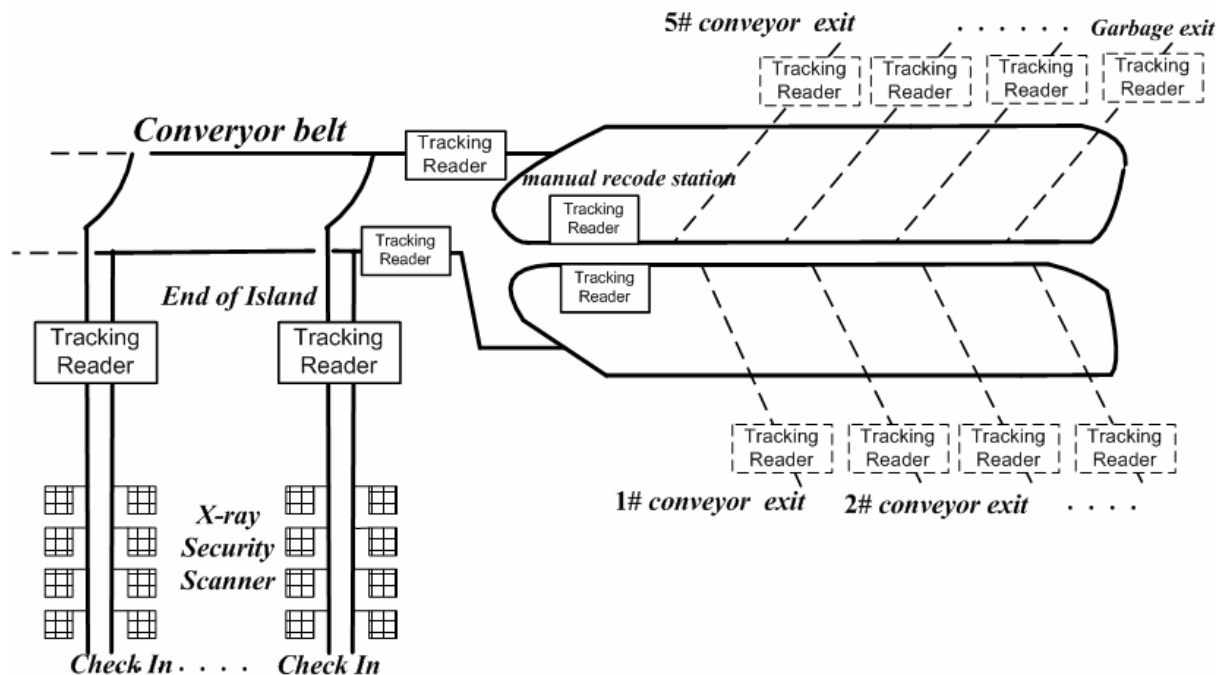 5# conveyor exit
. . . . . .
Garbage exit
Tracking
Reader
Tracking
Reader
Tracking
Reader
Tracking
Reader
Converyor belt
Tracking
Reader
manual recode station
Tracking
Reader
Tracking
Reader
Tracking
Reader
End of Island
Tracking
Reader
Tracking
Reader
Tracking
Reader
Tracking
Reader
Tracking
Reader
Tracking
Reader
1# conveyor exit
2# conveyor exit
. . . .
X-ray
Security
Scanner
Check In . . . . Check In